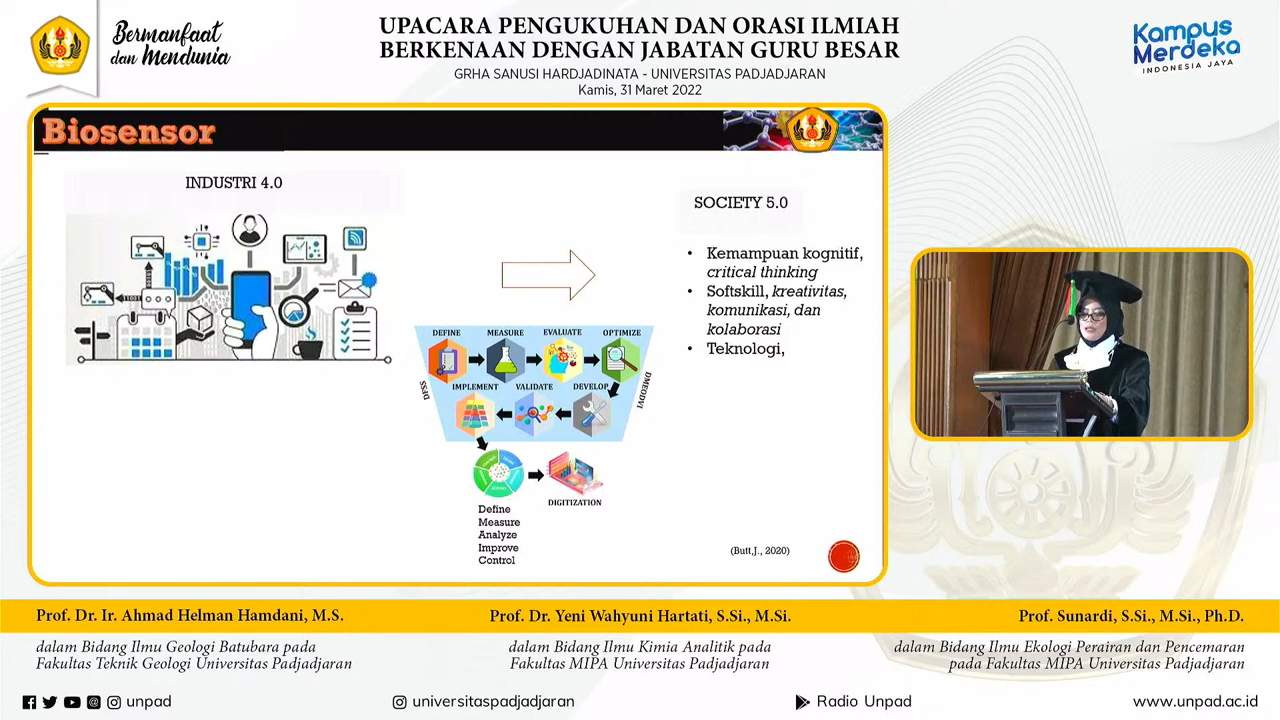 Bermanfaat
dan Mendunia
UPACARA PENGUKUHAN DAN ORASI ILMIAH
BERKENAAN DENGAN JABATAN GURU BESAR
GRHA SANUSI HARDJADINATA - UNIVERSITAS PADJADJARAN
Kamis, 31 Maret 2022
Kampus
Merdeka
INDONESIA JAYA
Biosensor
INDUSTRI 4.0
SOCIETY 5.0
• Kemampuan kognitif,
critical thinking
• Softskill, kreativitas,
komunikasi, dan
kolaborasi
• Teknologi,
DEFINE
MEASURE
EVALUATE
OPTIMIZE
IMPLEMENT
VALIDATE
DEVELOP
DFSS
DMEODVI
DIGITIZATION
Define
Measure
Analyze
Improve
Control
(Butt,J., 2020)
Prof. Dr. Ir. Ahmad Helman Hamdani, M.S.
dalam Bidang Ilmu Geologi Batubara pada
Fakultas Teknik Geologi Universitas Padjadjaran
Prof. Dr. Yeni Wahyuni Hartati, S.Si., M.Si.
dalam Bidang Ilmu Kimia Analitik pada
Fakultas MIPA Universitas Padjadjaran
Prof. Sunardi, S.Si., M.Si., Ph.D.
dalam Bidang Ilmu Ekologi Perairan dan Pencemaran
pada Fakultas MIPA Universitas Padjadjaran
unpad
universitaspadjadjaran
Radio Unpad
www.unpad.ac.id